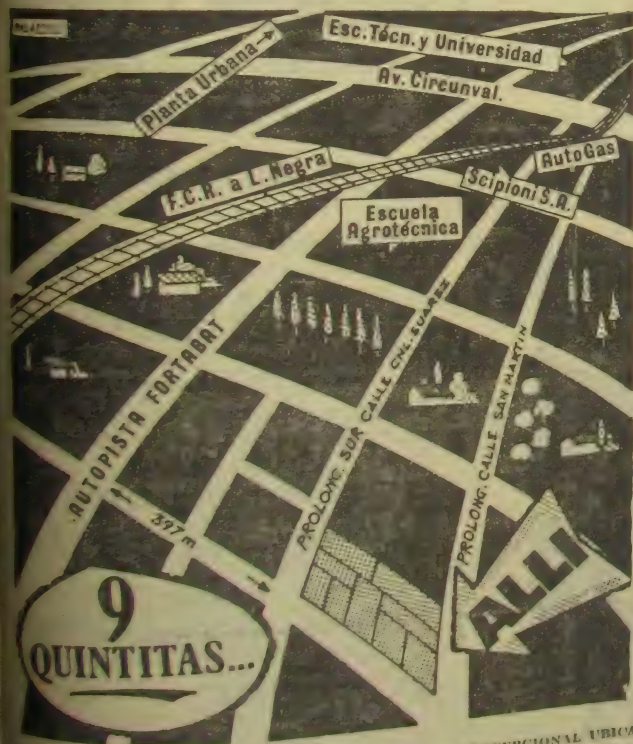 Esc. Técn. y Universidad
Planta Urbana →
Av. Circunval.
F.C.R. a L. Negra
AutoGas
Scipioni S.A.
Escuela
Agrotécnica
AUTOPISTA FORTABAT
PROLONG. SUR CALLE CNL. SUAREZ
PROLONG. CALLE SAN MARTIN
397 m
ALLI
9
QUINTITAS...